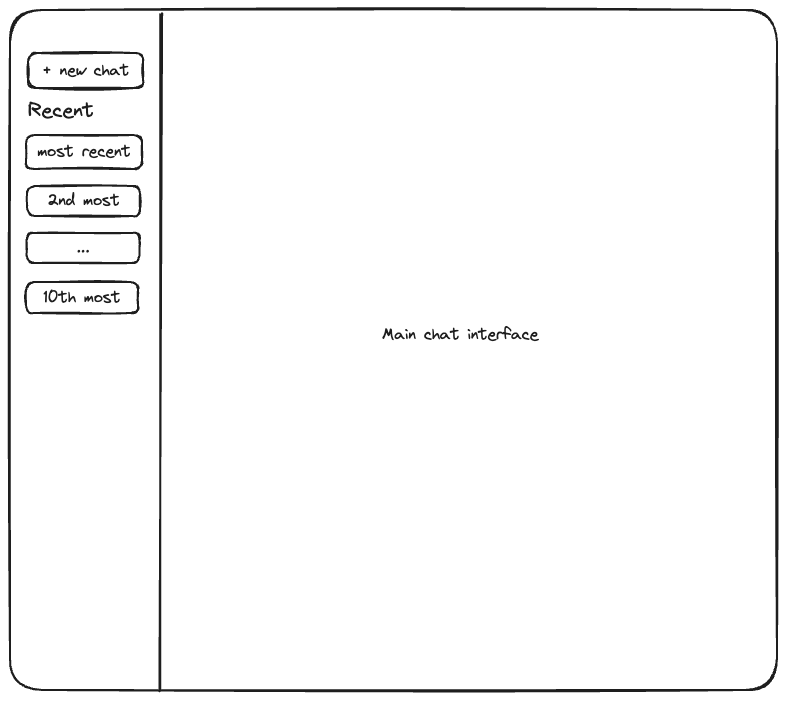 + new chat
Recent
most recent
2nd most
...
10th most
Main chat interface